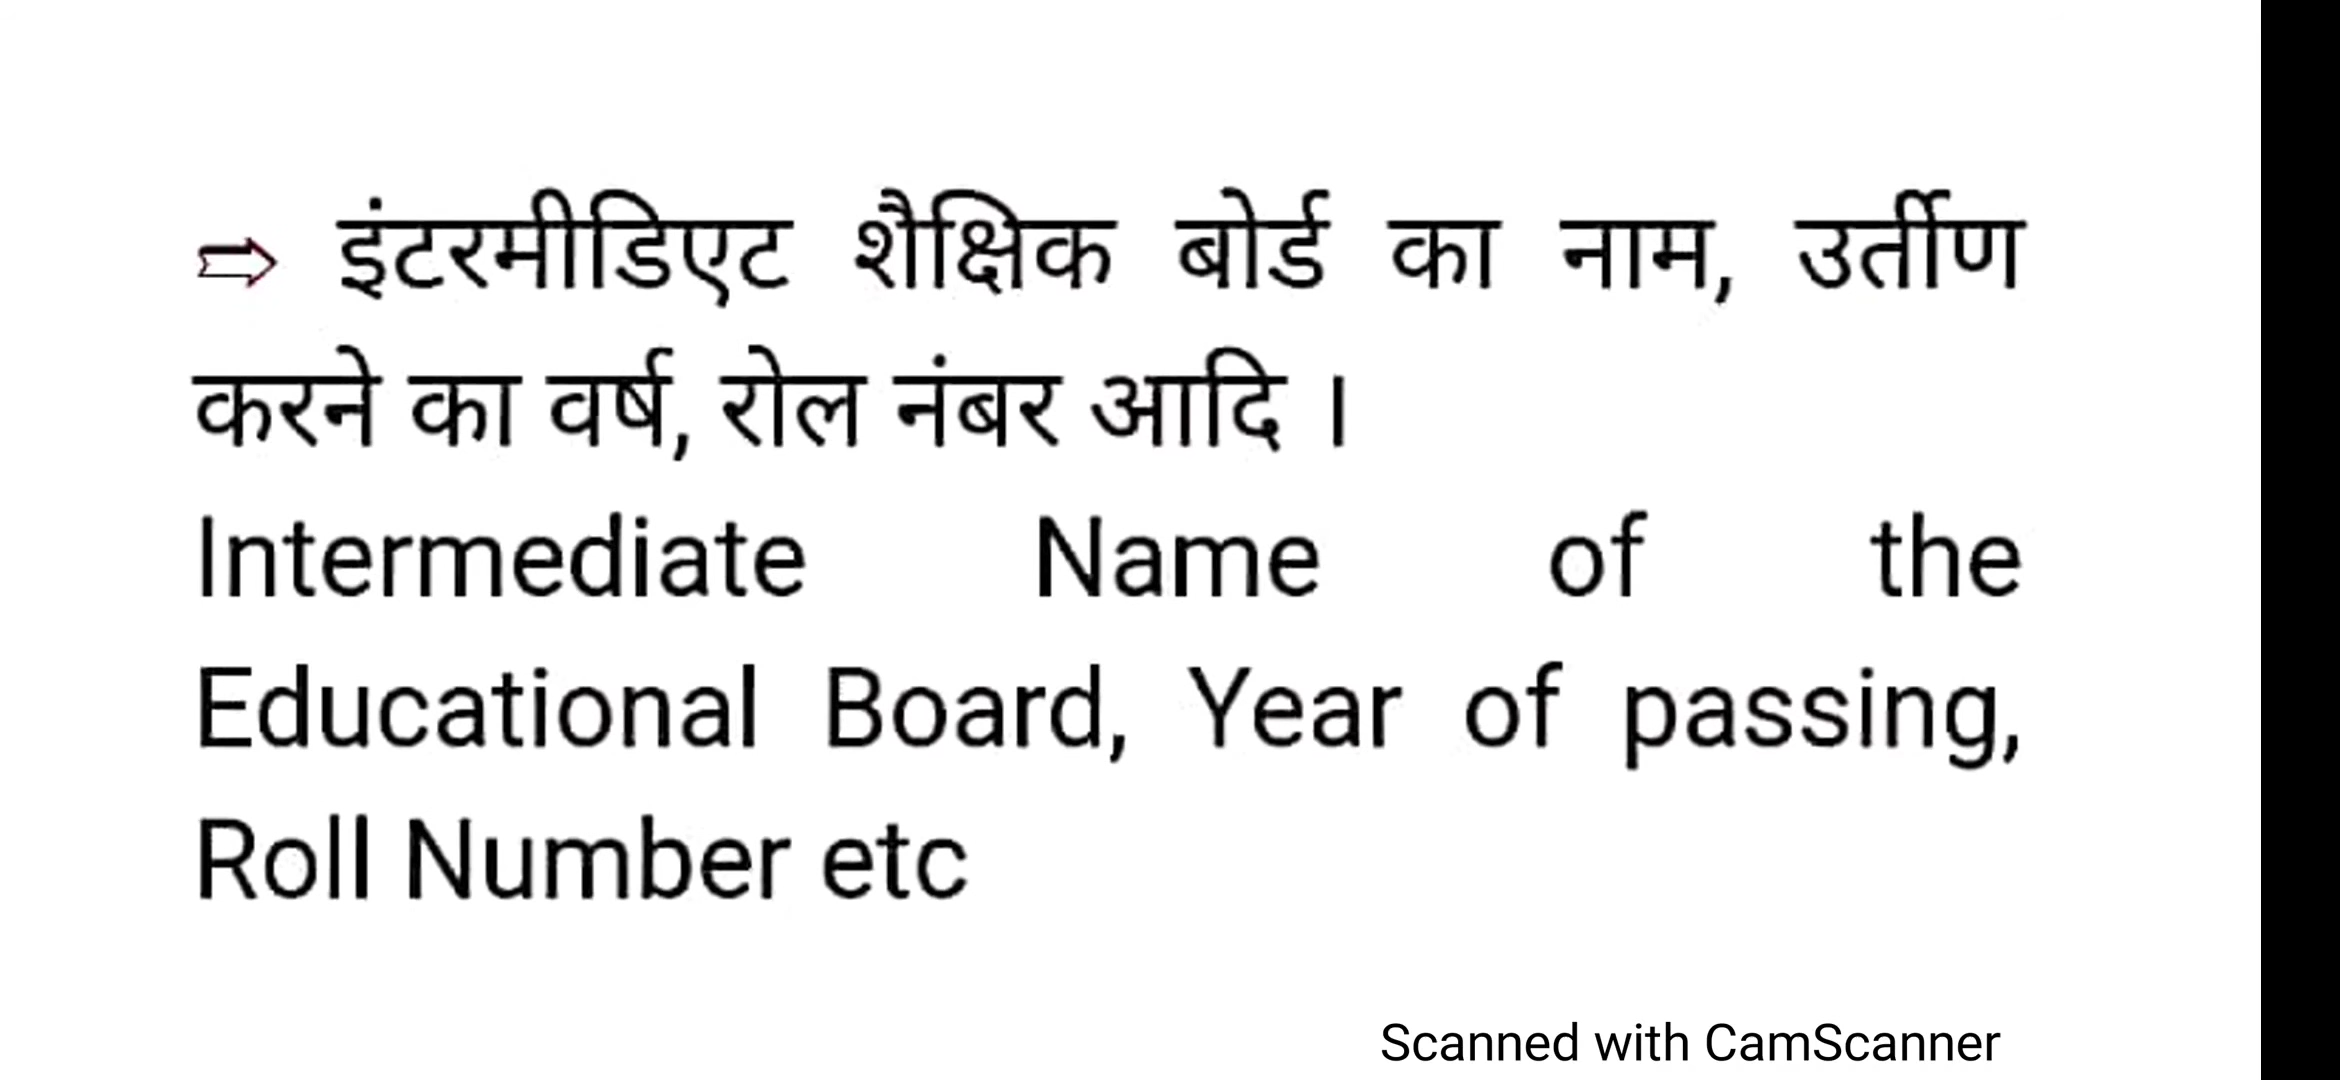 ⇨ इंटरमीडिएट शैक्षिक बोर्ड का नाम, उर्तीण
करने का वर्ष, रोल नंबर आदि ।
Intermediate Name of the
Educational Board, Year of passing,
Roll Number etc
Scanned with CamScanner